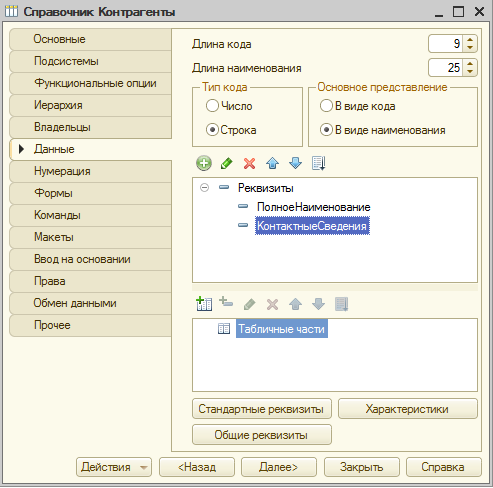 Справочник Контрагенты
Основные
Подсистемы
Функциональные опции
Иерархия
Владельцы
Данные
Нумерация
Формы
Команды
Макеты
Ввод на основании
Права
Обмен данными
Прочее
Длина кода 9
Длина наименования 25
Тип кода
Число
Строка
Основное представление
В виде кода
В виде наименования
Реквизиты
ПолноеНаименование
КонтактныеСведения
Табличные части
Стандартные реквизиты Характеристики
Общие реквизиты
Действия <Назад Далее> Закрыть Справка